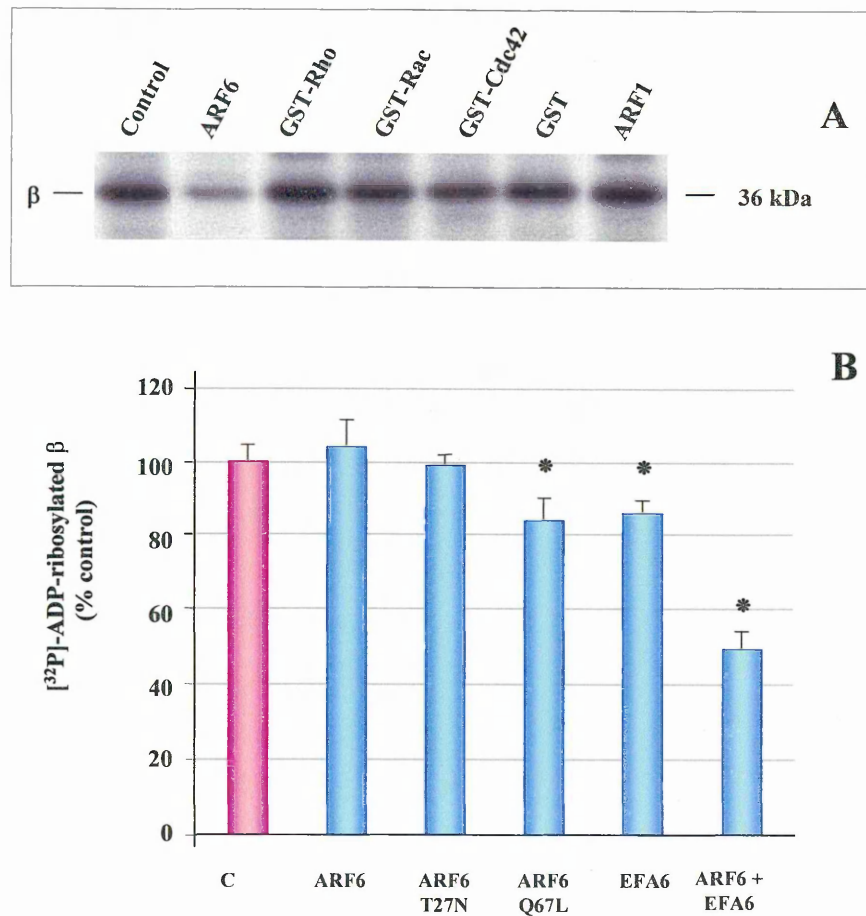 Control ARF6 GST-Rho GST-Rac GST-Cdc42 GST ARF1
A
β — — 36 kDa
B
[³²P]-ADP-ribosylated β
(% control)
120
100
80
60
40
20
0
* * *
C ARF6 ARF6 T27N ARF6 Q67L EFA6 ARF6 + EFA6